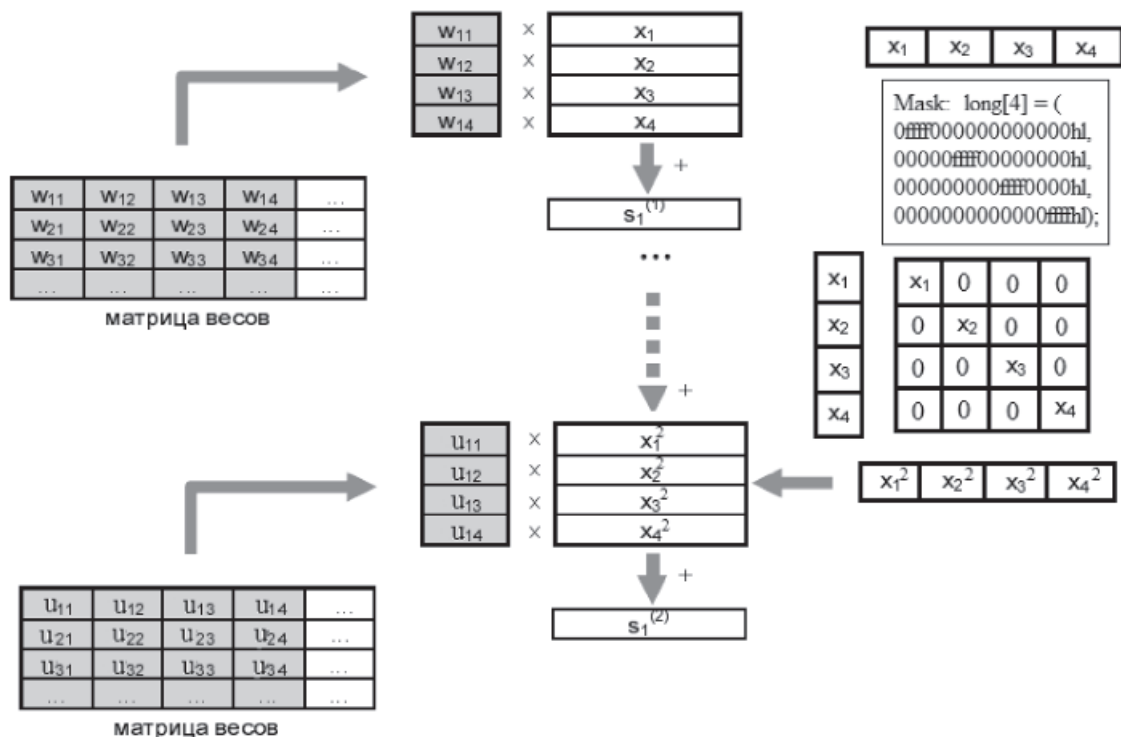 w₁₁ × x₁
w₁₂ × x₂
w₁₃ × x₃
w₁₄ × x₄
+
s₁⁽¹⁾
...
+
w₁₁ w₁₂ w₁₃ w₁₄ ...
w₂₁ w₂₂ w₂₃ w₂₄ ...
w₃₁ w₃₂ w₃₃ w₃₄ ...
... ... ... ... ...
матрица весов
x₁ x₂ x₃ x₄
Mask: long[4] = (
0ffff000000000000hl,
00000ffff00000000hl,
000000000ffff0000hl,
0000000000000ffffhl);
x₁
x₂
x₃
x₄
x₁ 0 0 0
0 x₂ 0 0
0 0 x₃ 0
0 0 0 x₄
u₁₁ × x₁²
u₁₂ × x₂²
u₁₃ × x₃²
u₁₄ × x₄²
x₁² x₂² x₃² x₄²
+
s₁⁽²⁾
u₁₁ u₁₂ u₁₃ u₁₄ ...
u₂₁ u₂₂ u₂₃ u₂₄ ...
u₃₁ u₃₂ u₃₃ u₃₄ ...
... ... ... ... ...
матрица весов